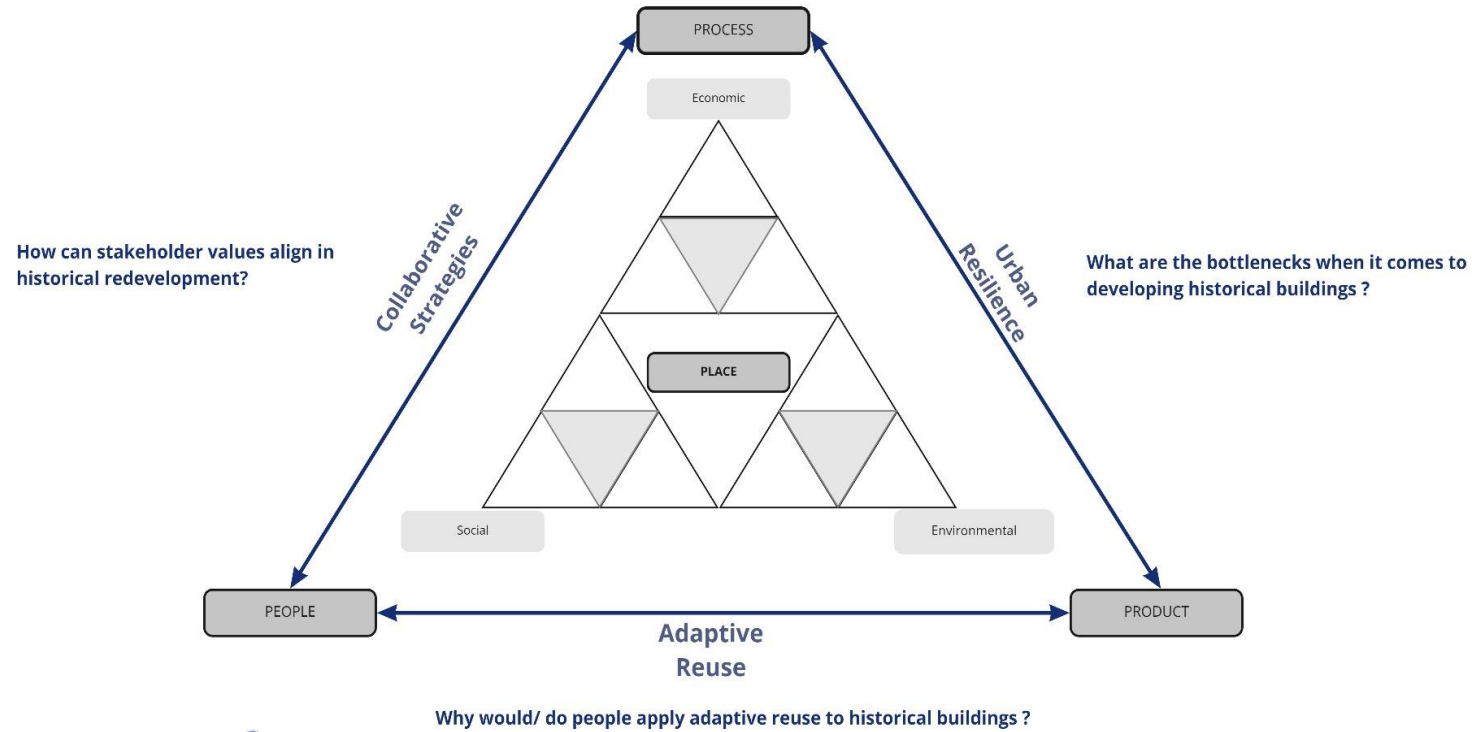 PROCESS
Economic
Collaborative
Strategies
Urban
Resilience
How can stakeholder values align in
historical redevelopment?
What are the bottlenecks when it comes to
developing historical buildings ?
PLACE
Social
Environmental
PEOPLE
PRODUCT
Adaptive
Reuse
Why would/ do people apply adaptive reuse to historical buildings ?